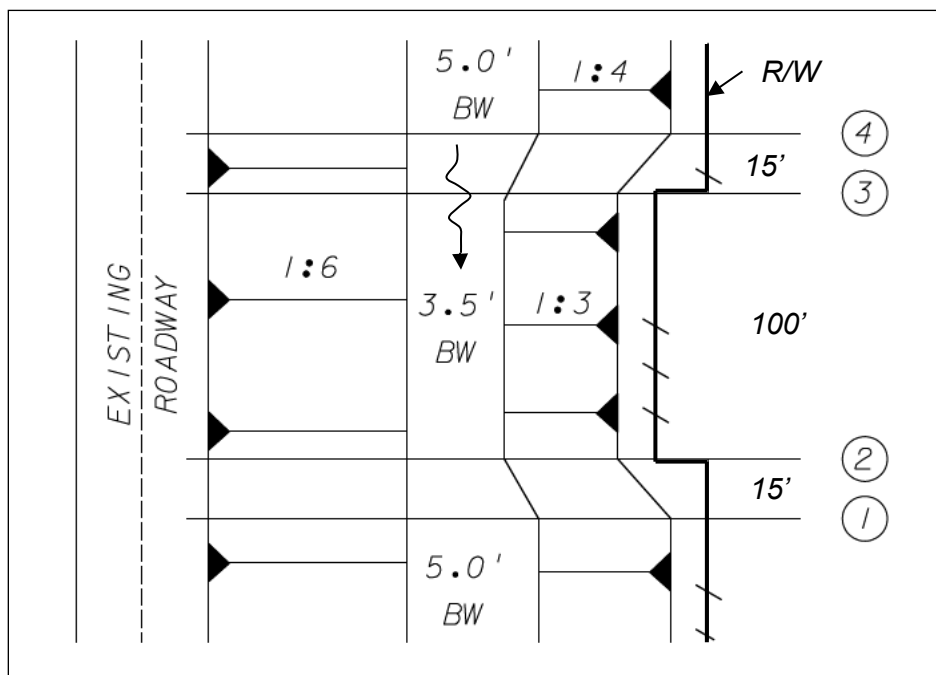 5.0'
BW
1:4
R/W
4
15'
3
EXISTING
ROADWAY
1:6
3.5'
BW
1:3
100'
2
15'
1
5.0'
BW